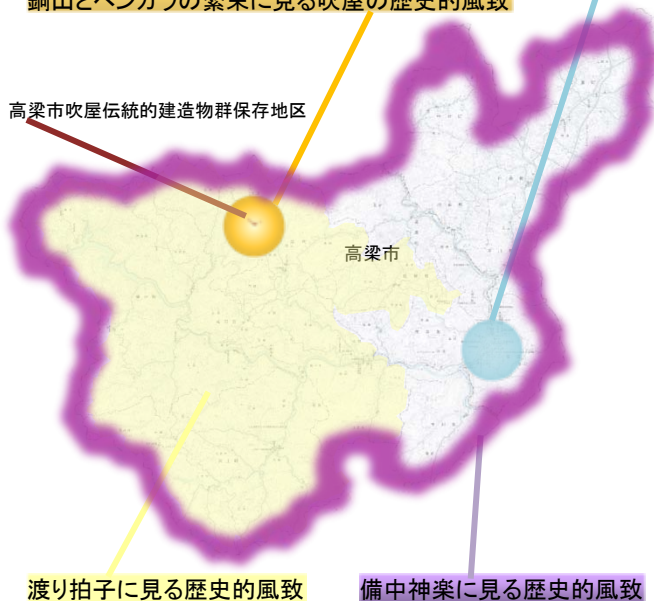 銅山とベンガラの繁栄に見る吹屋の歴史的風致
高梁市吹屋伝統的建造物群保存地区
高梁市
渡り拍子に見る歴史的風致
備中神楽に見る歴史的風致